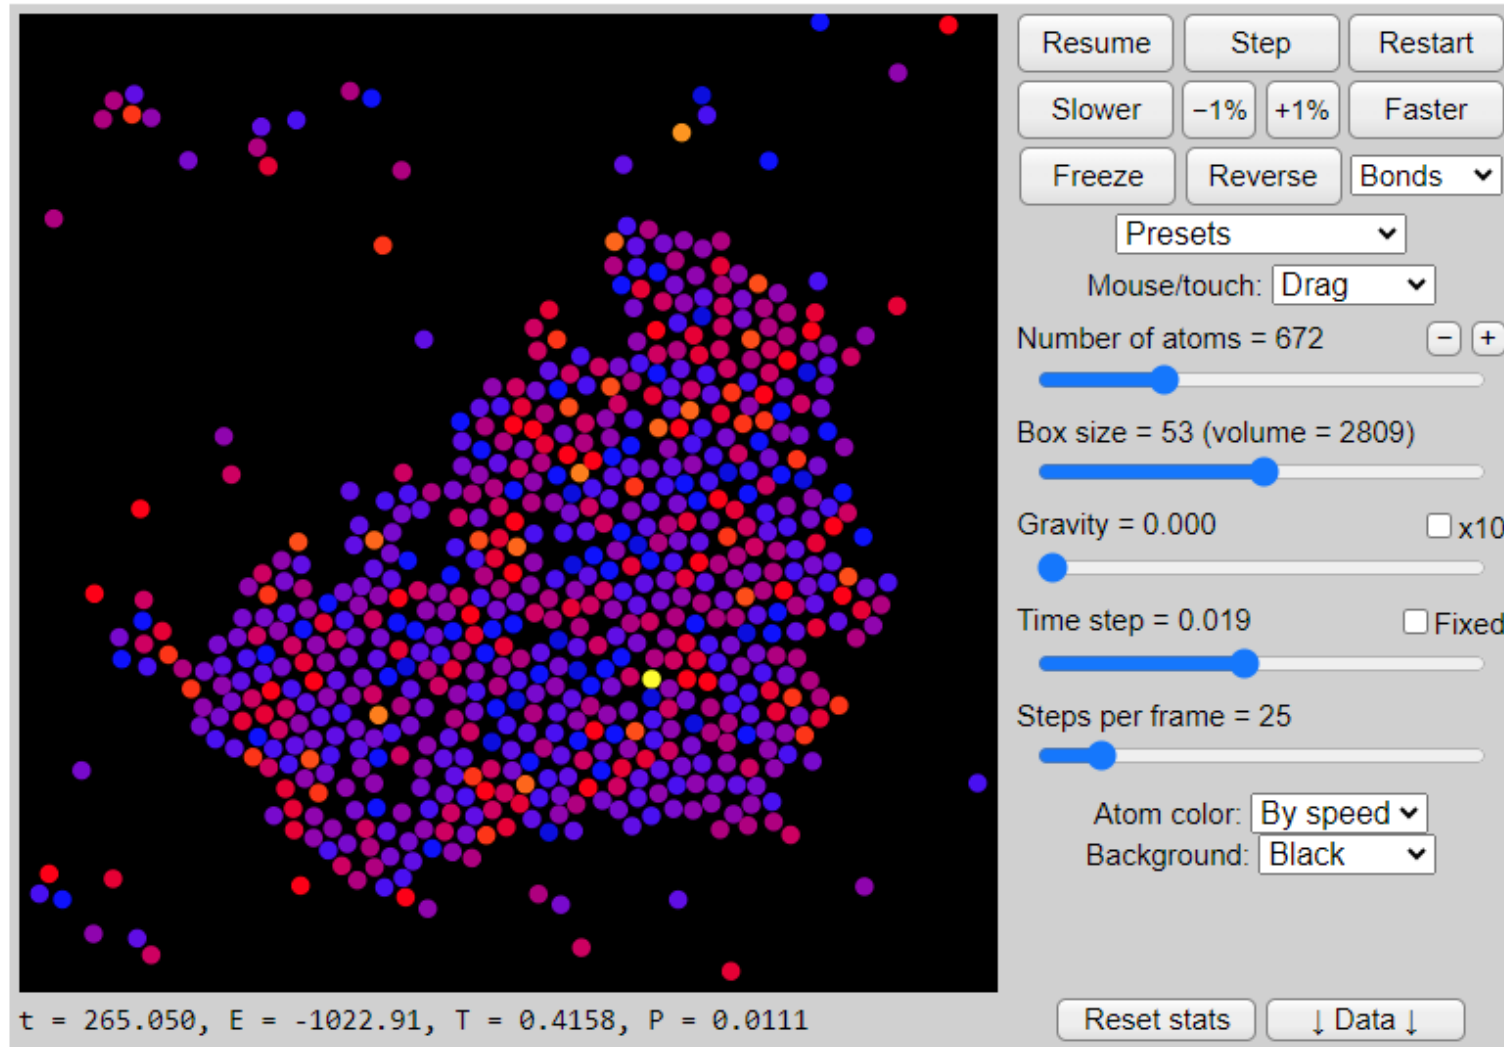 Resume Step Restart
Slower −1% +1% Faster
Freeze Reverse Bonds
Presets
Mouse/touch: Drag
Number of atoms = 672 − +
Box size = 53 (volume = 2809)
Gravity = 0.000 x10
Time step = 0.019 Fixed
Steps per frame = 25
Atom color: By speed
Background: Black
t = 265.050, E = -1022.91, T = 0.4158, P = 0.0111
Reset stats ↓ Data ↓